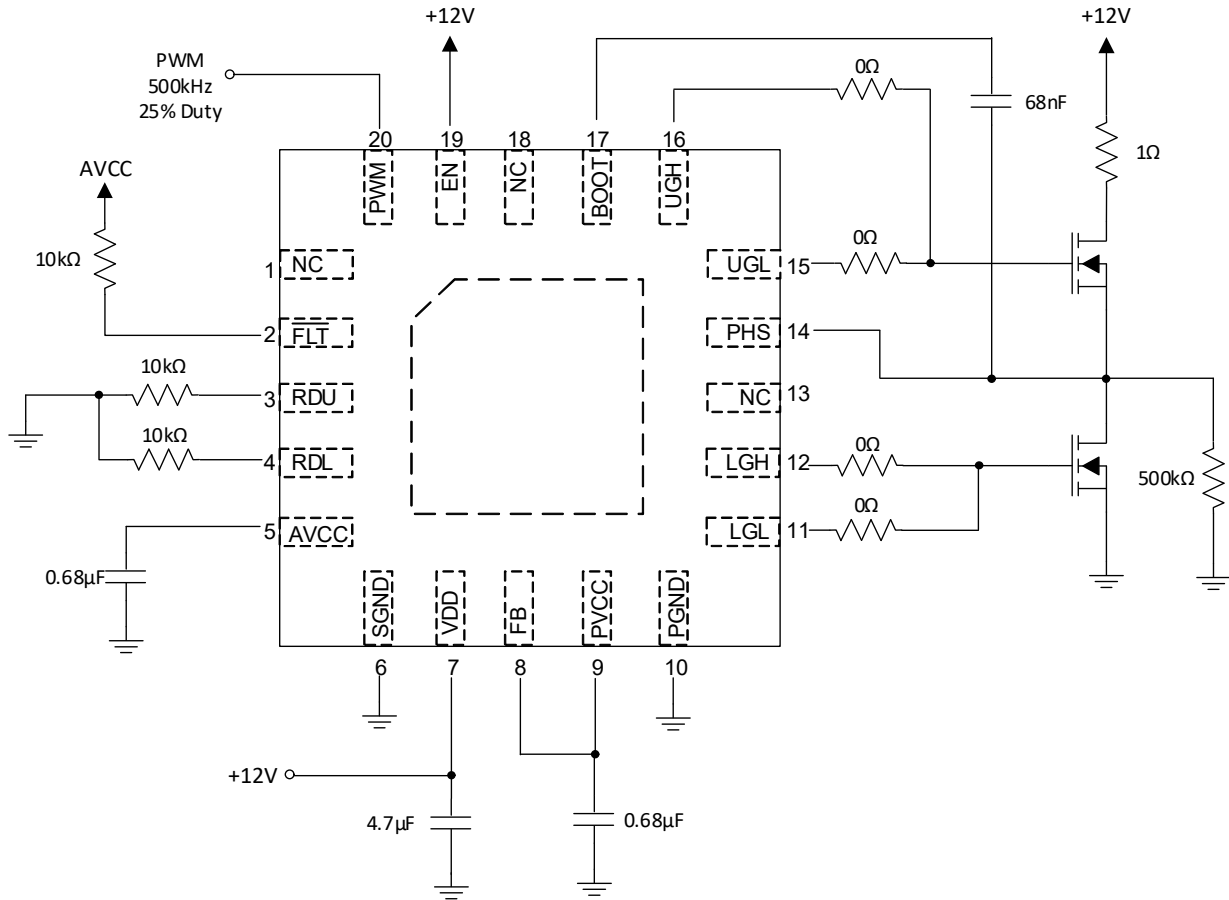 +12V
+12V
PWM
500kHz
25% Duty
0Ω
68nF
1Ω
20
19
18
17
16
PWM
EN
NC
BOOT
UGH
AVCC
10kΩ
0Ω
1
NC
UGL
15
2
FLT
PHS
14
10kΩ
3
RDU
NC
13
10kΩ
4
RDL
LGH
12
0Ω
500kΩ
5
AVCC
LGL
11
0Ω
0.68µF
SGND
VDD
FB
PVCC
PGND
6
7
8
9
10
+12V
4.7µF
0.68µF